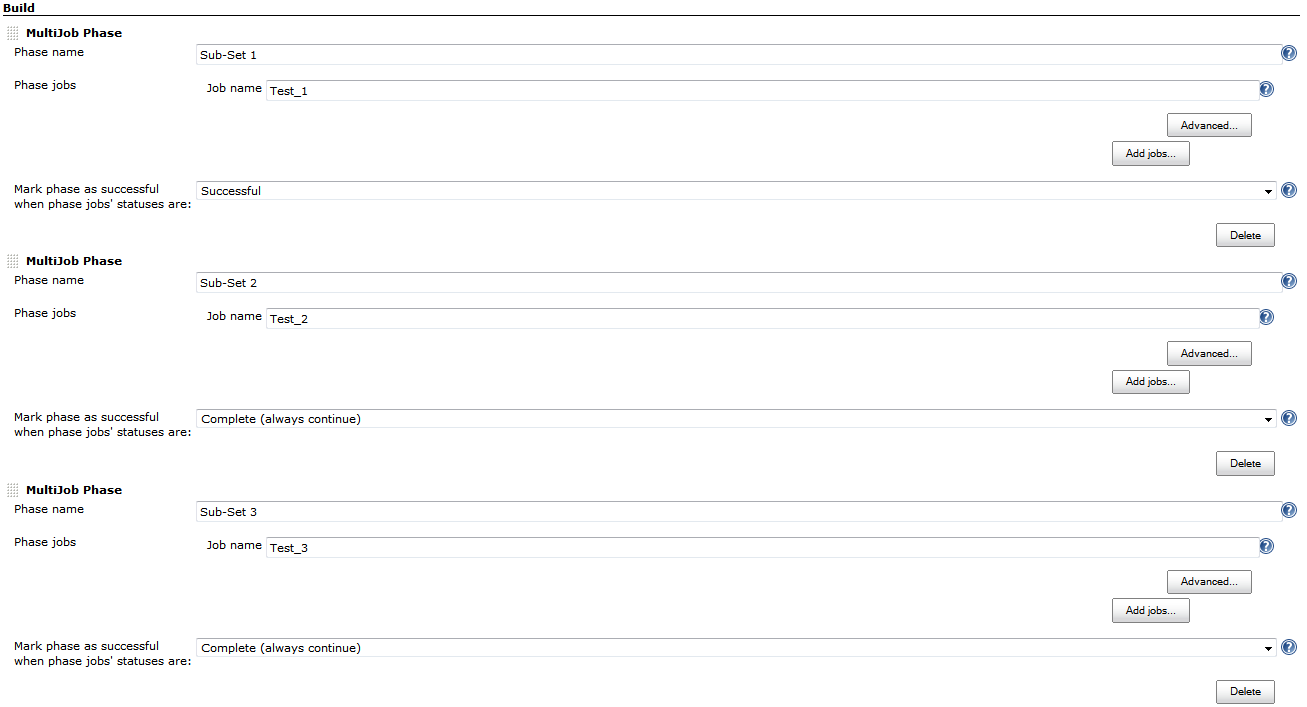 Build
MultiJob Phase
Phase name Sub-Set 1 ?
Phase jobs Job name Test_1 ?
Advanced...
Add jobs...
Mark phase as successful
when phase jobs' statuses are: Successful ?
Delete
MultiJob Phase
Phase name Sub-Set 2 ?
Phase jobs Job name Test_2 ?
Advanced...
Add jobs...
Mark phase as successful
when phase jobs' statuses are: Complete (always continue) ?
Delete
MultiJob Phase
Phase name Sub-Set 3 ?
Phase jobs Job name Test_3 ?
Advanced...
Add jobs...
Mark phase as successful
when phase jobs' statuses are: Complete (always continue) ?
Delete